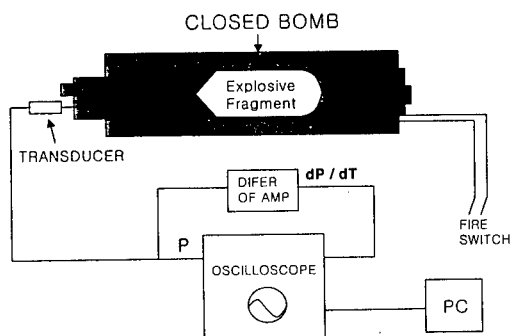 CLOSED BOMB
Explosive
Fragment
TRANSDUCER
dP / dT
DIFER
OF AMP
FIRE
SWITCH
P
OSCILLOSCOPE
PC